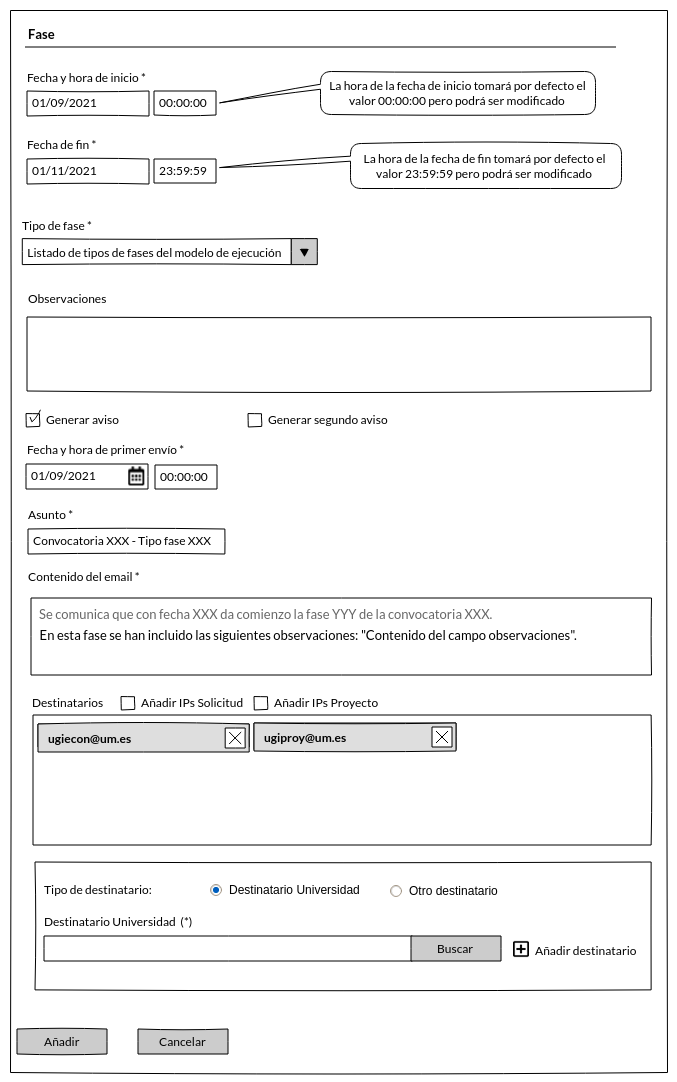 Fase
Fecha y hora de inicio *
01/09/2021 00:00:00
La hora de la fecha de inicio tomará por defecto el
valor 00:00:00 pero podrá ser modificado
Fecha de fin *
01/11/2021 23:59:59
La hora de la fecha de fin tomará por defecto el
valor 23:59:59 pero podrá ser modificado
Tipo de fase *
Listado de tipos de fases del modelo de ejecución
Observaciones
Generar aviso Generar segundo aviso
Fecha y hora de primer envío *
01/09/2021 00:00:00
Asunto *
Convocatoria XXX - Tipo fase XXX
Contenido del email *
Se comunica que con fecha XXX da comienzo la fase YYY de la convocatoria XXX.
En esta fase se han incluido las siguientes observaciones: "Contenido del campo observaciones".
Destinatarios Añadir IPs Solicitud Añadir IPs Proyecto
ugiecon@um.es ugiproy@um.es
Tipo de destinatario: Destinatario Universidad Otro destinatario
Destinatario Universidad (*)
Buscar Añadir destinatario
Añadir Cancelar